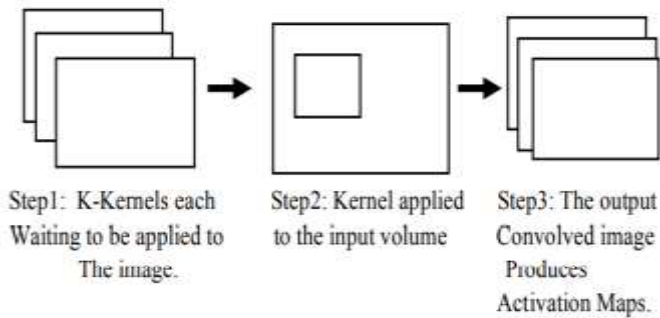 Step1: K-Kernels each
Waiting to be applied to
The image.
Step2: Kernel applied
to the input volume
Step3: The output
Convolved image
Produces
Activation Maps.